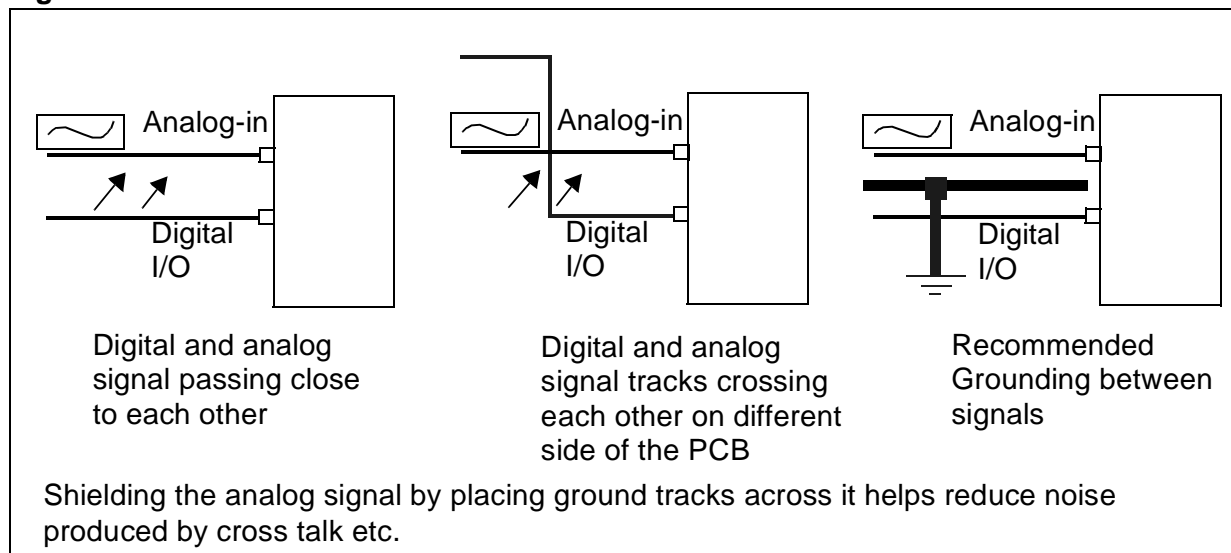 Analog-in
Digital
I/O
Digital and analog
signal passing close
to each other
Analog-in
Digital
I/O
Digital and analog
signal tracks crossing
each other on different
side of the PCB
Analog-in
Digital
I/O
Recommended
Grounding between
signals
Shielding the analog signal by placing ground tracks across it helps reduce noise
produced by cross talk etc.